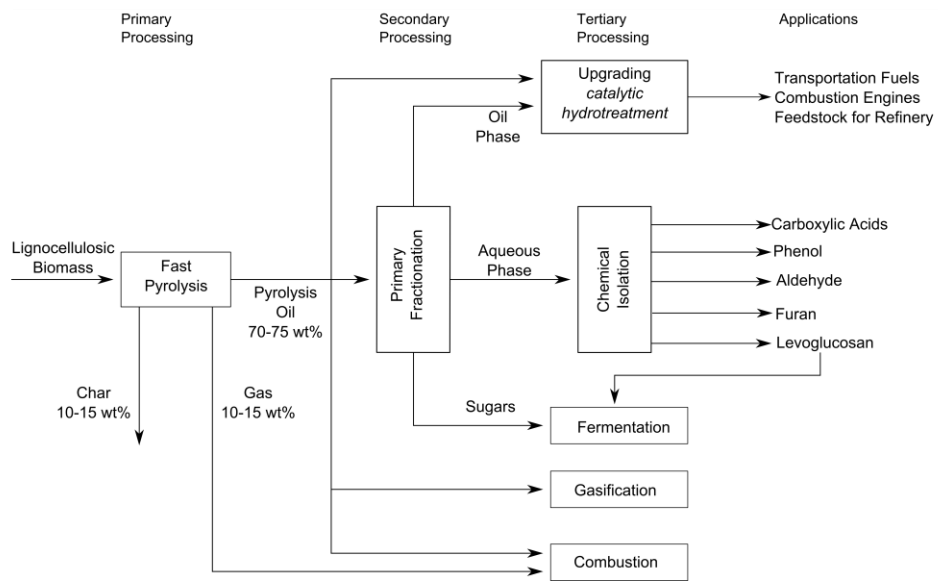 Primary
Processing
Secondary
Processing
Tertiary
Processing
Applications
Upgrading
catalytic
hydrotreatment
Transportation Fuels
Combustion Engines
Feedstock for Refinery
Oil
Phase
Lignocellulosic
Biomass
Fast
Pyrolysis
Pyrolysis
Oil
70-75 wt%
Primary
Fractionation
Aqueous
Phase
Chemical
Isolation
Carboxylic Acids
Phenol
Aldehyde
Furan
Levoglucosan
Char
10-15 wt%
Gas
10-15 wt%
Sugars
Fermentation
Gasification
Combustion